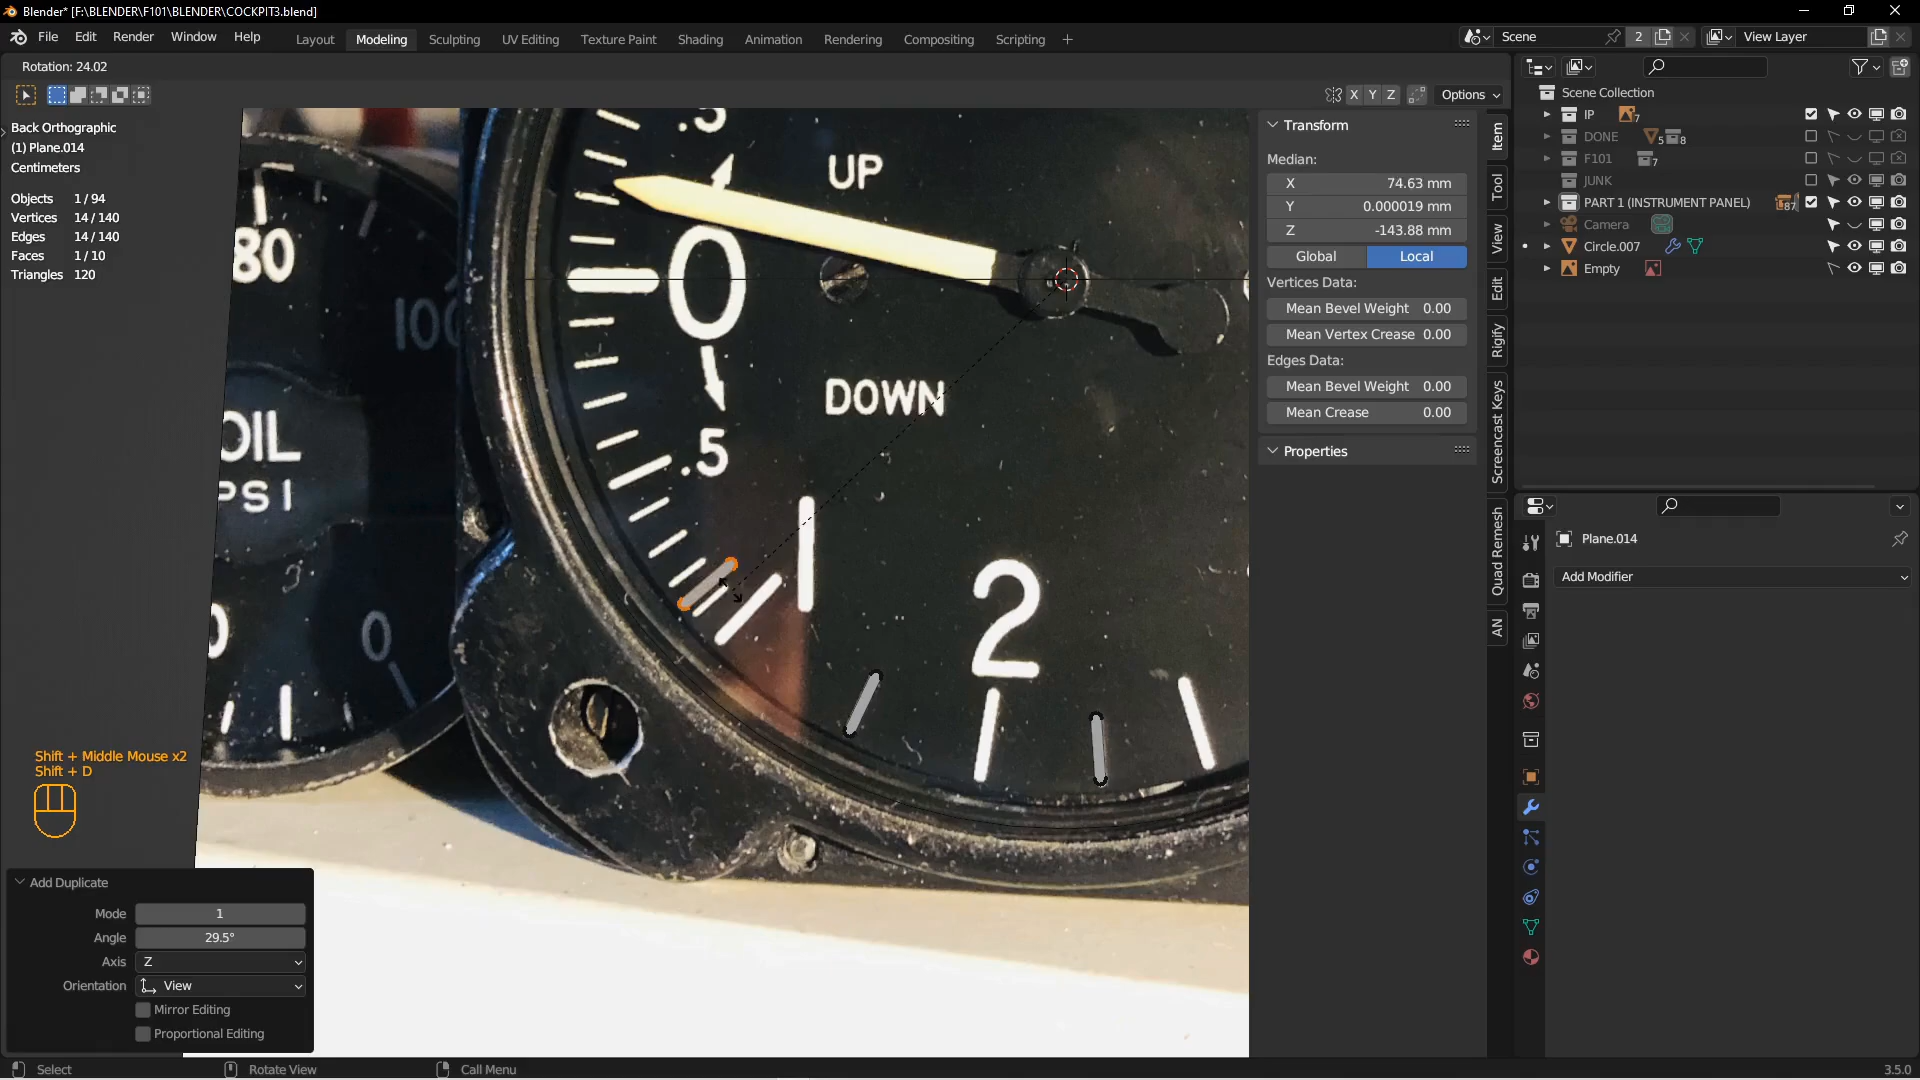 Blender* [F:\BLENDER\F101\BLENDER\COCKPIT3.blend]
File Edit Render Window Help
Layout Modeling Sculpting UV Editing Texture Paint Shading Animation Rendering Compositing Scripting +
Scene 2 View Layer
Rotation: 24.02
X Y Z Options
Back Orthographic
(1) Plane.014
Centimeters
Objects 1 / 94
Vertices 14 / 140
Edges 14 / 140
Faces 1 / 10
Triangles 120
.5
UP
80
0
100
DOWN
OIL
PSI
.5
2
0
0
Shift + Middle Mouse x2
Shift + D
Add Duplicate
Mode 1
Angle 29.5°
Axis Z
Orientation View
Mirror Editing
Proportional Editing
Transform
Median:
X 74.63 mm
Y 0.000019 mm
Z -143.88 mm
Global Local
Vertices Data:
Mean Bevel Weight 0.00
Mean Vertex Crease 0.00
Edges Data:
Mean Bevel Weight 0.00
Mean Crease 0.00
Properties
Item
Tool
View
Edit
Rigify
Screencast Keys
Quad Remesh
AN
Scene Collection
IP 7
DONE 5 8
F101 7
JUNK
PART 1 (INSTRUMENT PANEL) 87
Camera
Circle.007
Empty
Plane.014
Add Modifier
Select Rotate View Call Menu
3.5.0